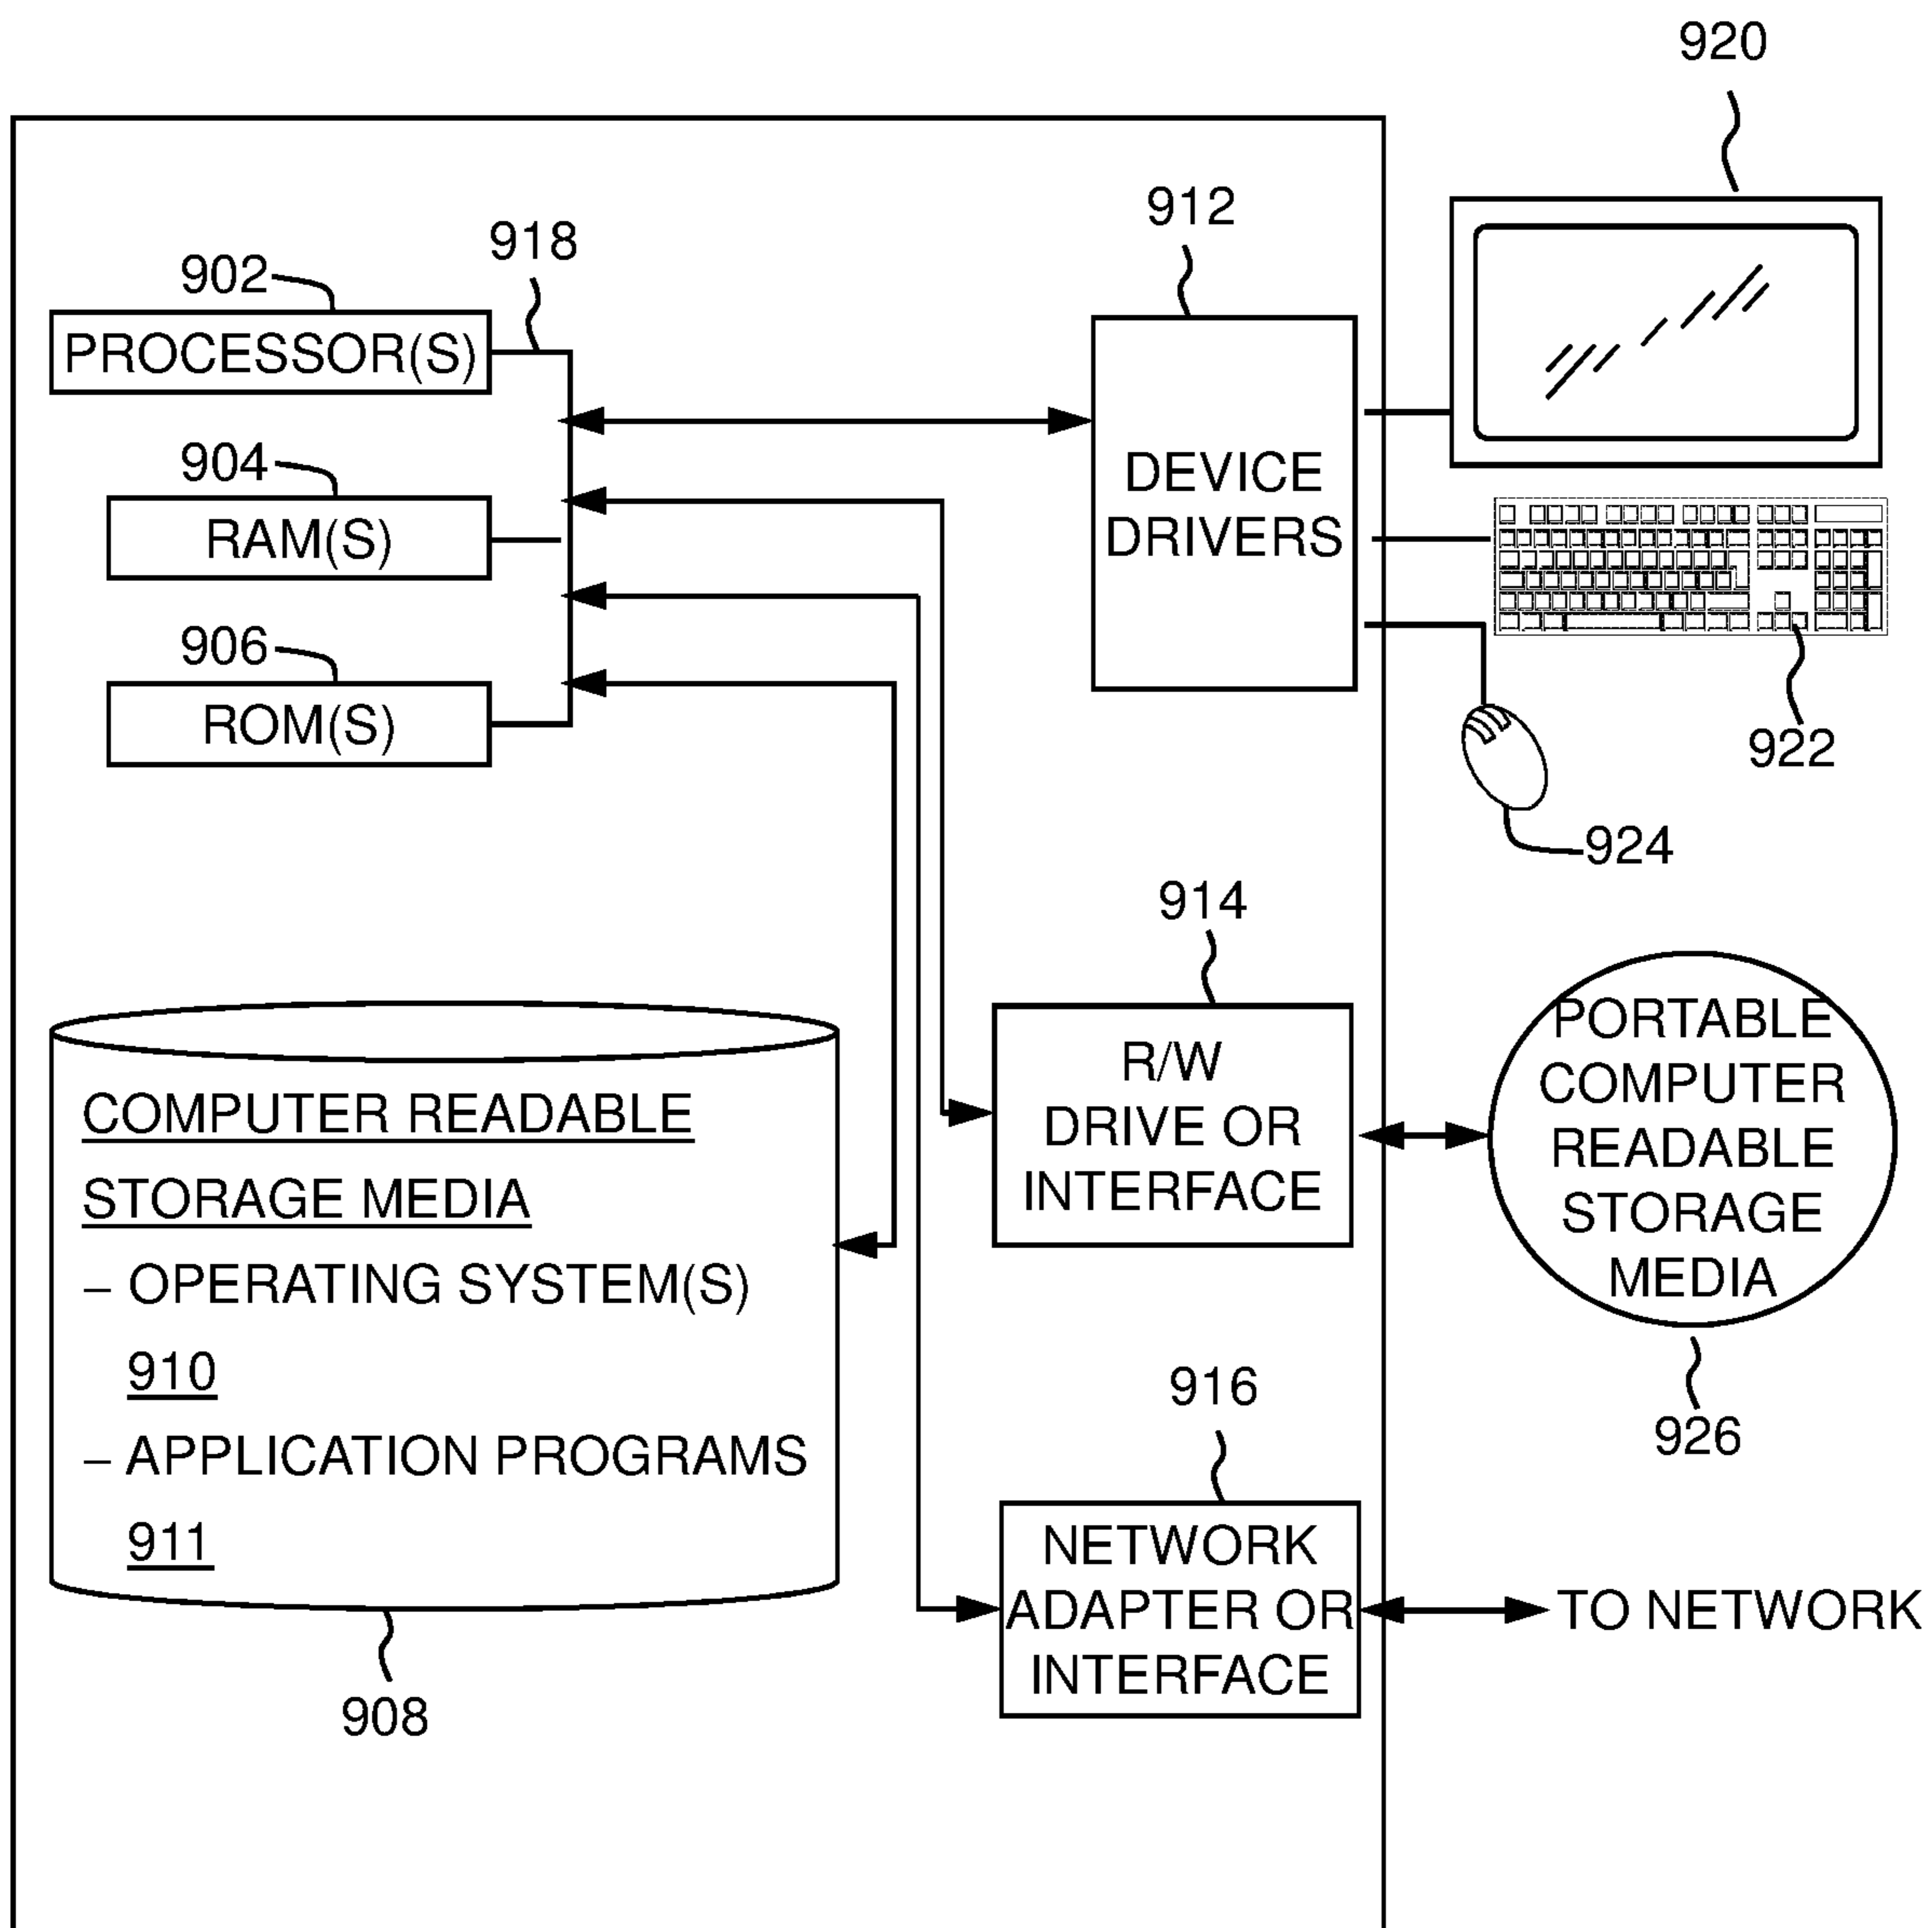 920
912
918
902
PROCESSOR(S)
904
RAM(S)
DEVICE
DRIVERS
906
ROM(S)
922
924
914
R/W
DRIVE OR
INTERFACE
PORTABLE
COMPUTER
READABLE
STORAGE
MEDIA
926
COMPUTER READABLE
STORAGE MEDIA
– OPERATING SYSTEM(S)
910
– APPLICATION PROGRAMS
911
908
916
NETWORK
ADAPTER OR
INTERFACE
TO NETWORK